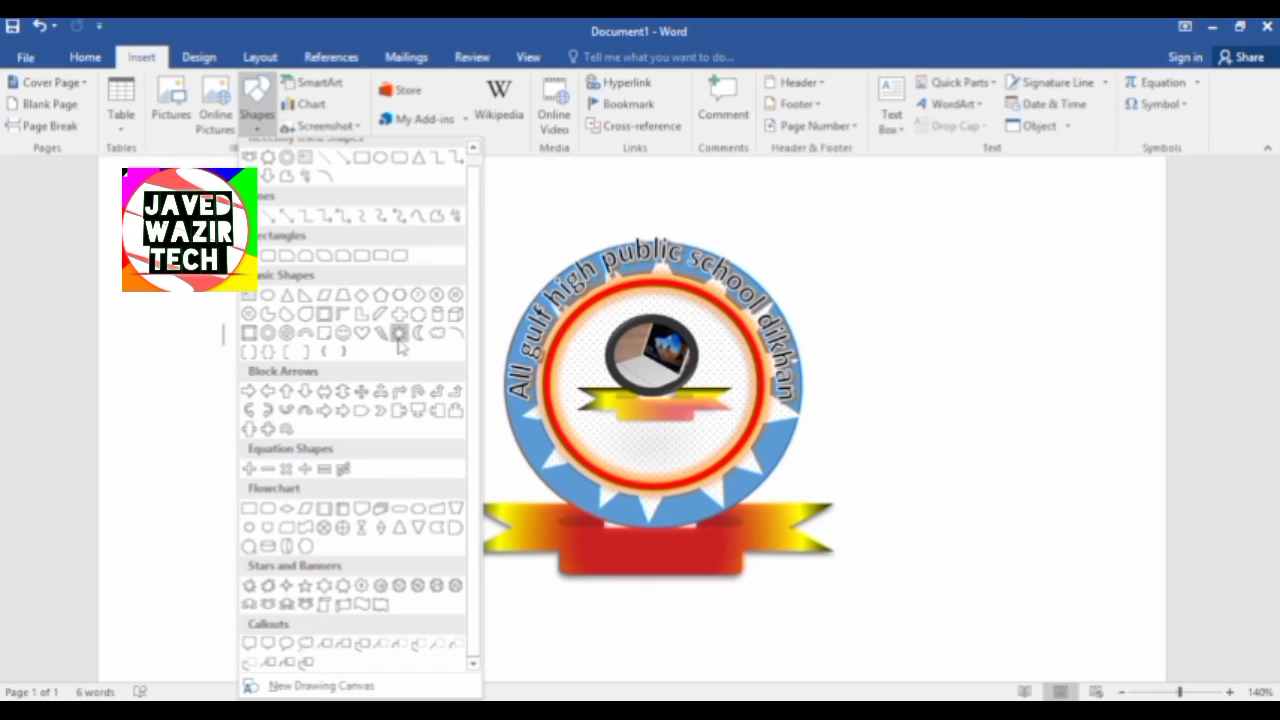 Document1 - Word
File Home Insert Design Layout References Mailings Review View Tell me what you want to do... Sign in Share
Cover Page
Blank Page
Page Break
Pages
Table
Tables
Pictures
Online
Pictures
Shapes
SmartArt
Chart
Screenshot
Store
My Add-ins
Wikipedia
Online
Video
Media
Hyperlink
Bookmark
Cross-reference
Links
Comment
Comments
Header
Footer
Page Number
Header & Footer
Text
Box
Quick Parts
WordArt
Drop Cap
Signature Line
Date & Time
Object
Text
Equation
Symbol
Symbols
JAVED
WAZIR
TECH
Block Arrows
Equation Shapes
Flowchart
Stars and Banners
Callouts
New Drawing Canvas
All gulf high public school dikhan
Page 1 of 1 6 words
140%